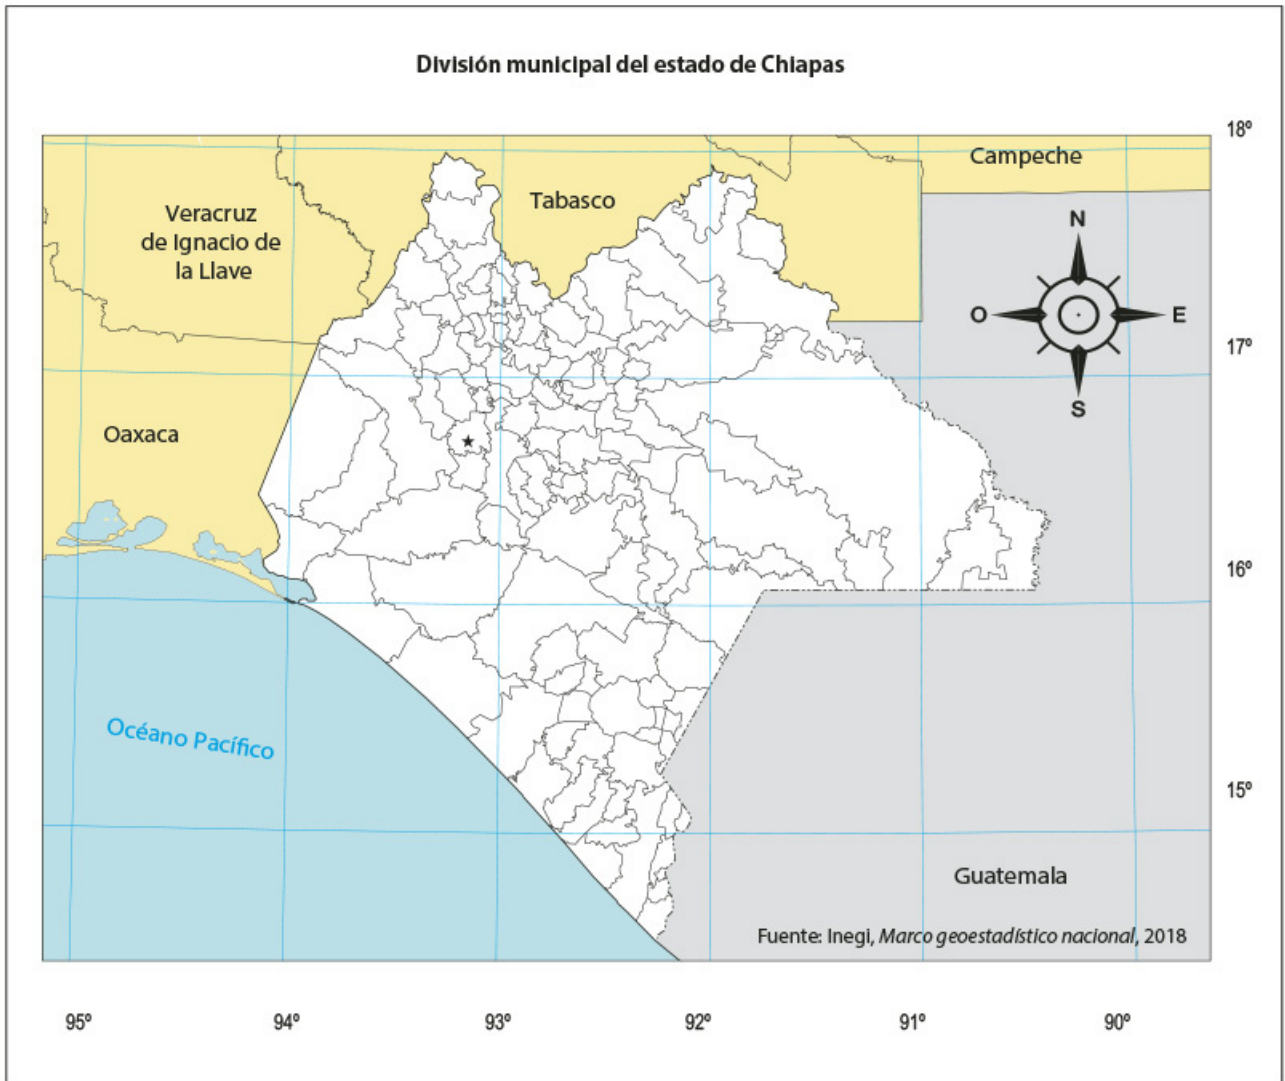 División municipal del estado de Chiapas
18º
Campeche
Tabasco
Veracruz
de Ignacio de
la Llave
N
O
E
S
17º
Oaxaca
16º
Océano Pacífico
15º
Guatemala
Fuente: Inegi, Marco geoestadístico nacional, 2018
95º
94º
93º
92º
91º
90º